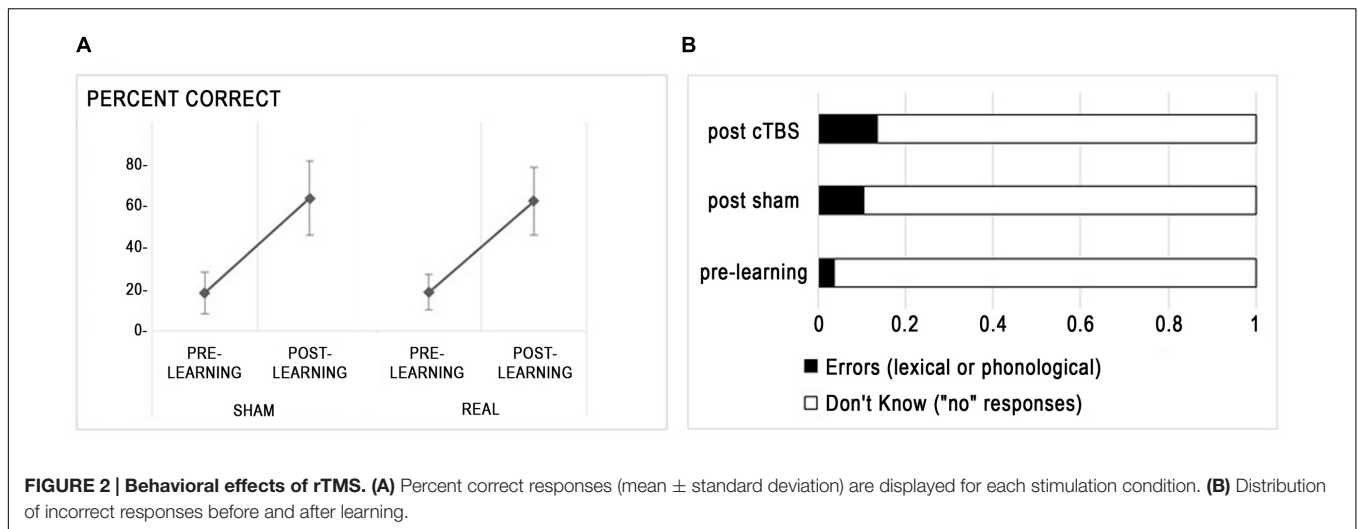 A
PERCENT CORRECT
80-
60-
40-
20-
0-
PRE-
LEARNING
POST-
LEARNING
PRE-
LEARNING
POST-
LEARNING
SHAM
REAL
B
post cTBS
post sham
pre-learning
0 0.2 0.4 0.6 0.8 1
Errors (lexical or phonological)
Don't Know ("no" responses)
FIGURE 2 | Behavioral effects of rTMS. (A) Percent correct responses (mean ± standard deviation) are displayed for each stimulation condition. (B) Distribution
of incorrect responses before and after learning.